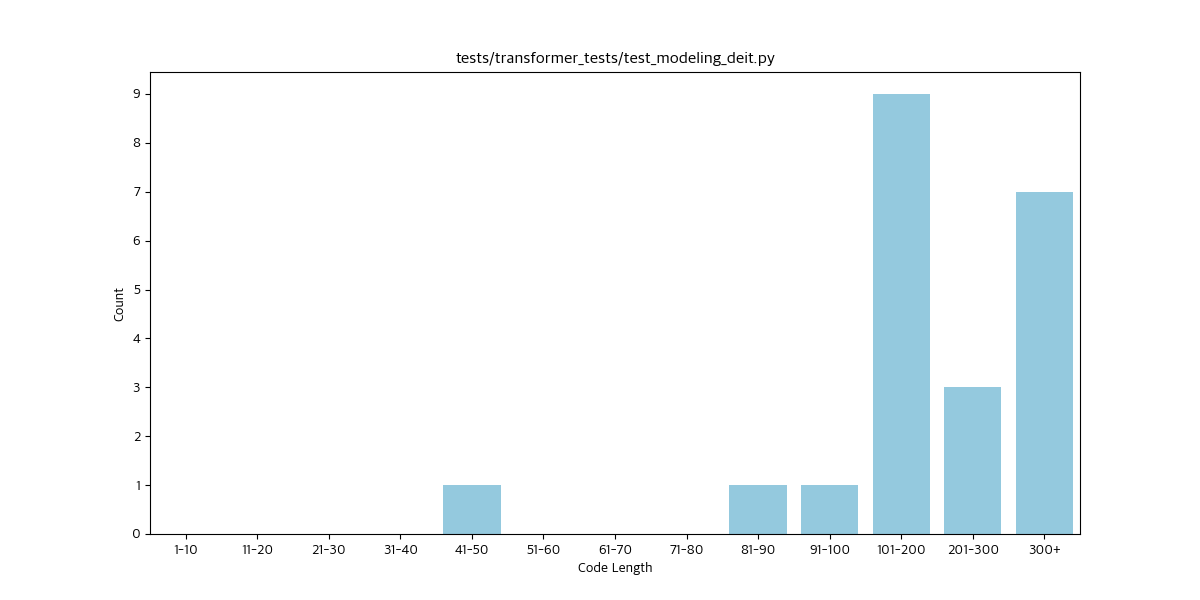 tests/transformer_tests/test_modeling_deit.py
9
8
7
6
5
4
3
2
1
0
Count
1-10 11-20 21-30 31-40 41-50 51-60 61-70 71-80 81-90 91-100 101-200 201-300 300+
Code Length